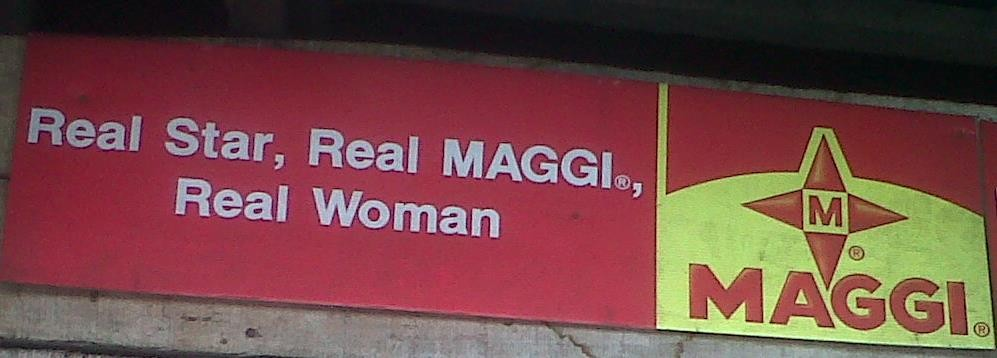 Real Star, Real MAGGI®,
Real Woman
M
®
MAGGI®